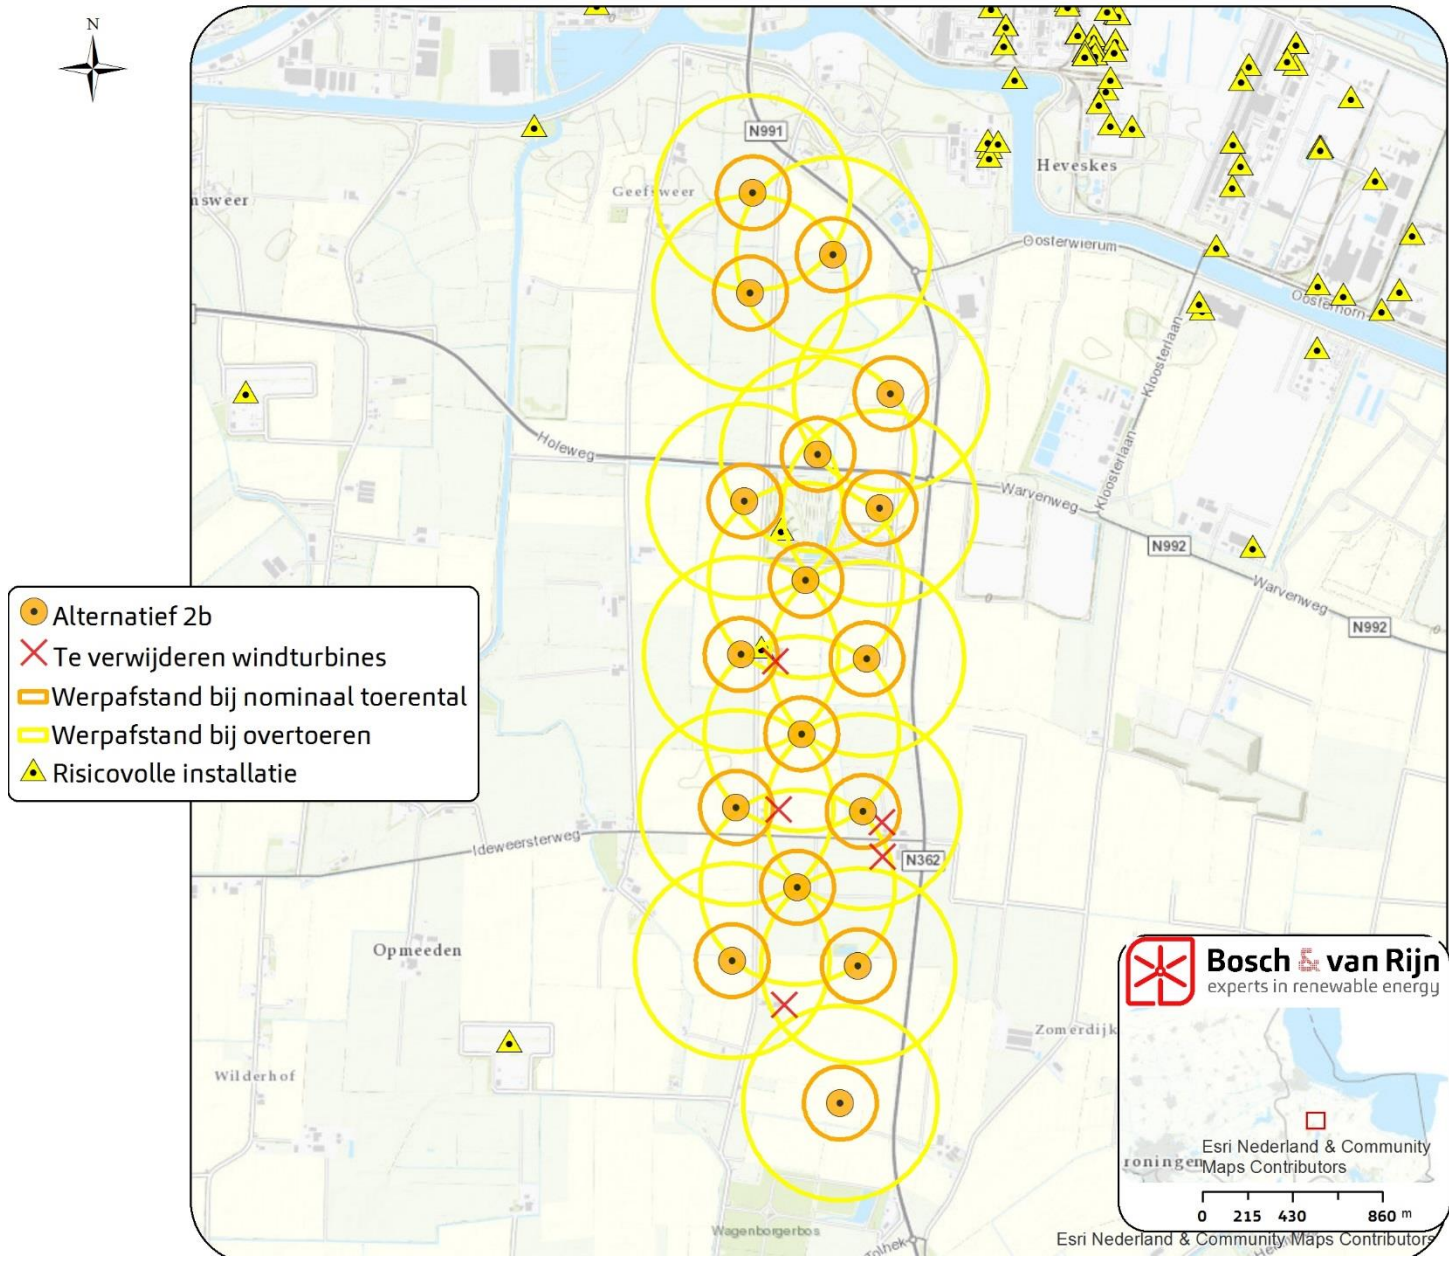 N
N991
Heveskes
Geefsweer
nsweer
Oosterwierum
Oosterhorn
Kloosterlaan
Holeweg
Kloosterlaan
Warvenweg
N992
Warvenweg
N992
Alternatief 2b
Te verwijderen windturbines
Werpafstand bij nominaal toerental
Werpafstand bij overtoeren
Risicovolle installatie
Ideweersterweg
N362
Opmeeden
Bosch & van Rijn
experts in renewable energy
Zomerdijk
Wilderhof
Esri Nederland & Community
Maps Contributors
roningen
0 215 430 860 m
Wagenborgerbos
Tolhek
Esri Nederland & Community Maps Contributors